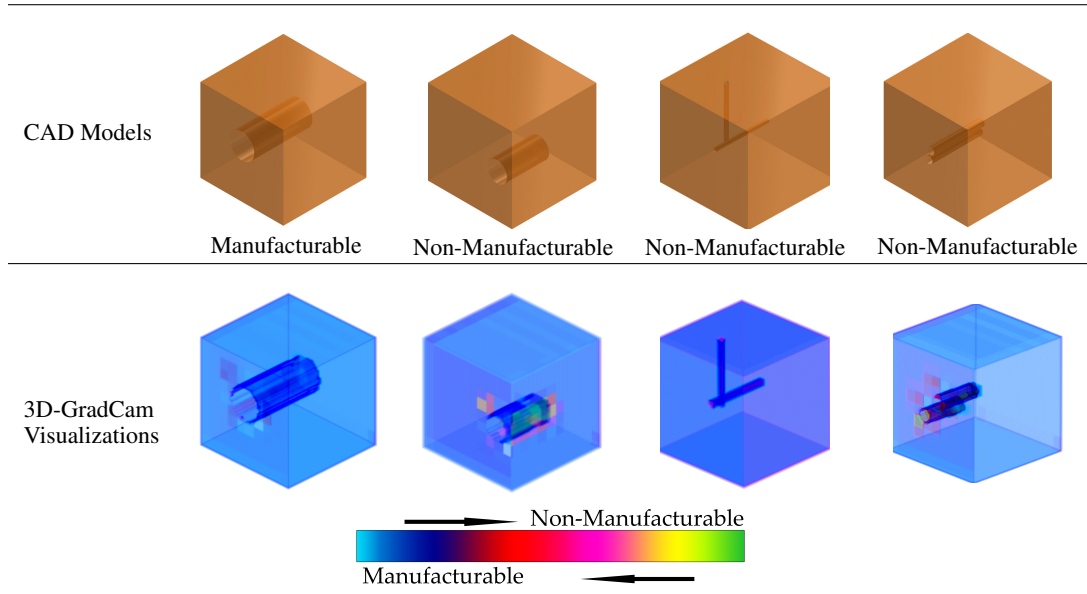 CAD Models
Manufacturable
Non-Manufacturable
Non-Manufacturable
Non-Manufacturable
3D-GradCam
Visualizations
Non-Manufacturable
Manufacturable